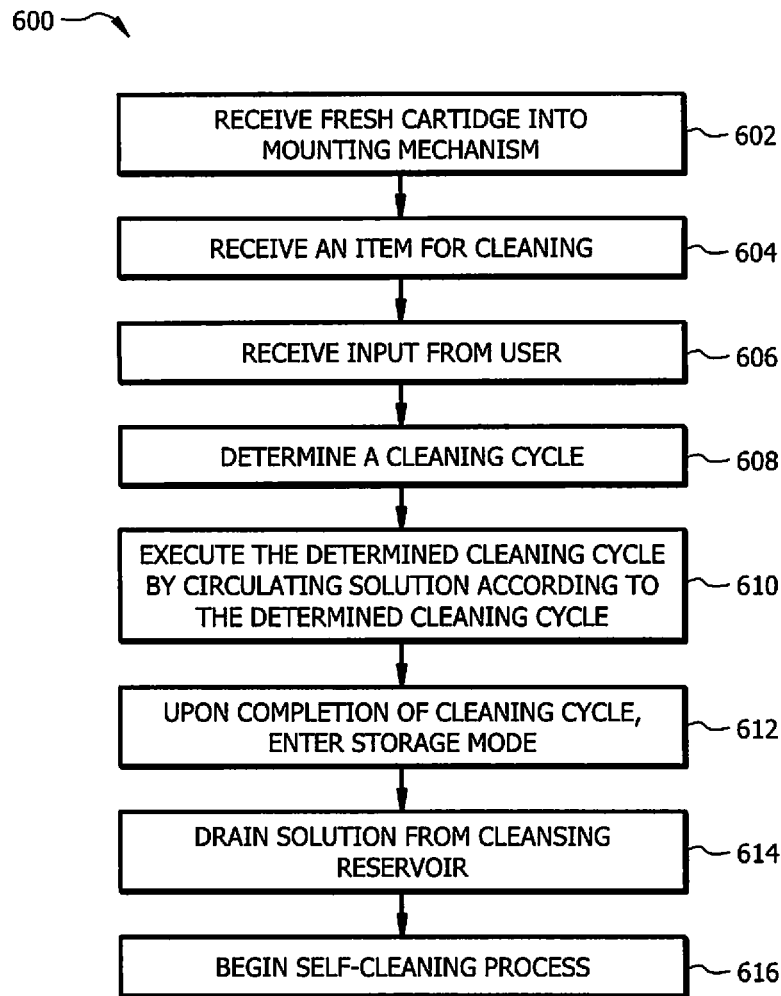 600
RECEIVE FRESH CARTIDGE INTO
MOUNTING MECHANISM
602
RECEIVE AN ITEM FOR CLEANING
604
RECEIVE INPUT FROM USER
606
DETERMINE A CLEANING CYCLE
608
EXECUTE THE DETERMINED CLEANING CYCLE
BY CIRCULATING SOLUTION ACCORDING TO
THE DETERMINED CLEANING CYCLE
610
UPON COMPLETION OF CLEANING CYCLE,
ENTER STORAGE MODE
612
DRAIN SOLUTION FROM CLEANSING
RESERVOIR
614
BEGIN SELF-CLEANING PROCESS
616